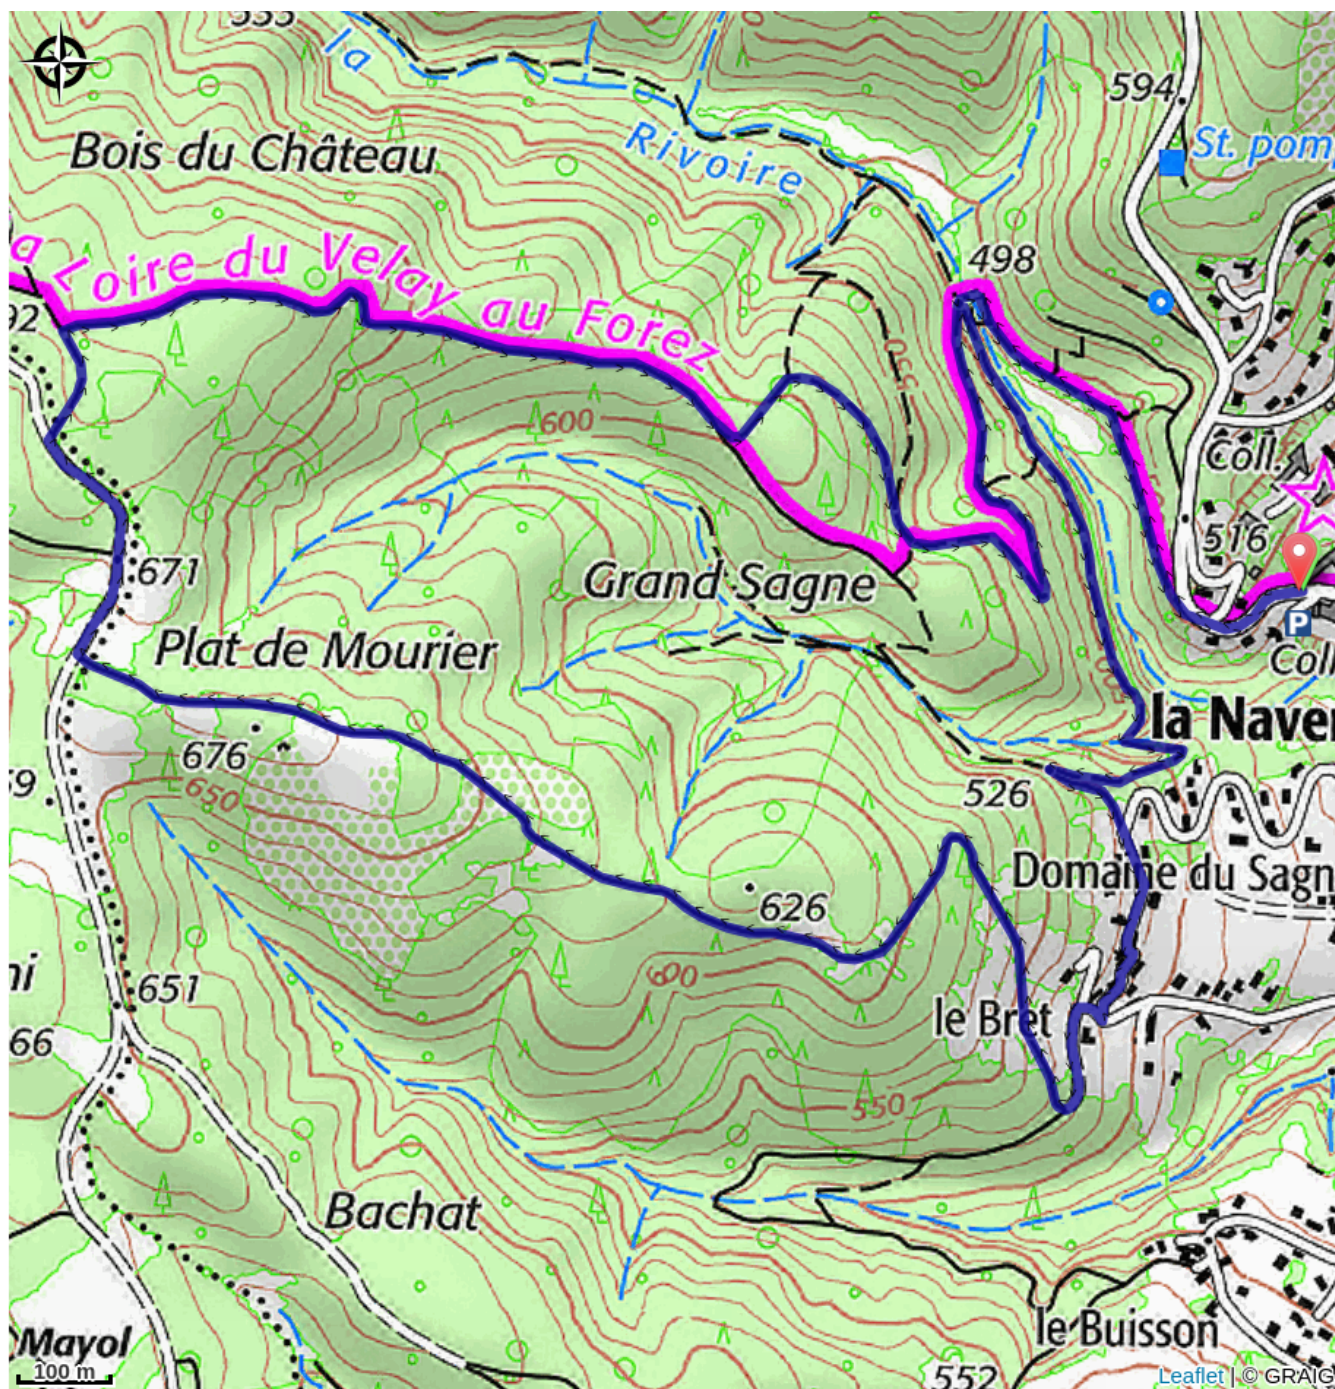 la
594
Bois du Château
Rivoire
St. pom
a Loire du Velay au Forez
498
550
600
Coll.
516
671
Grand Sagne
P
Plat de Mourier
Coll
la Nave
676
650
526
Domaine du Sagn
626
600
651
le Bret
66
550
Bachat
le Buisson
Mayol
100 m
552
Leaflet | © GRAIG